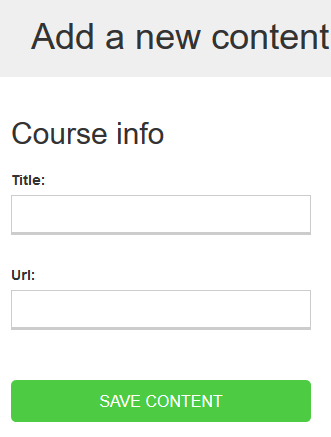 Add a new content
Course info
Title:
Url:
SAVE CONTENT